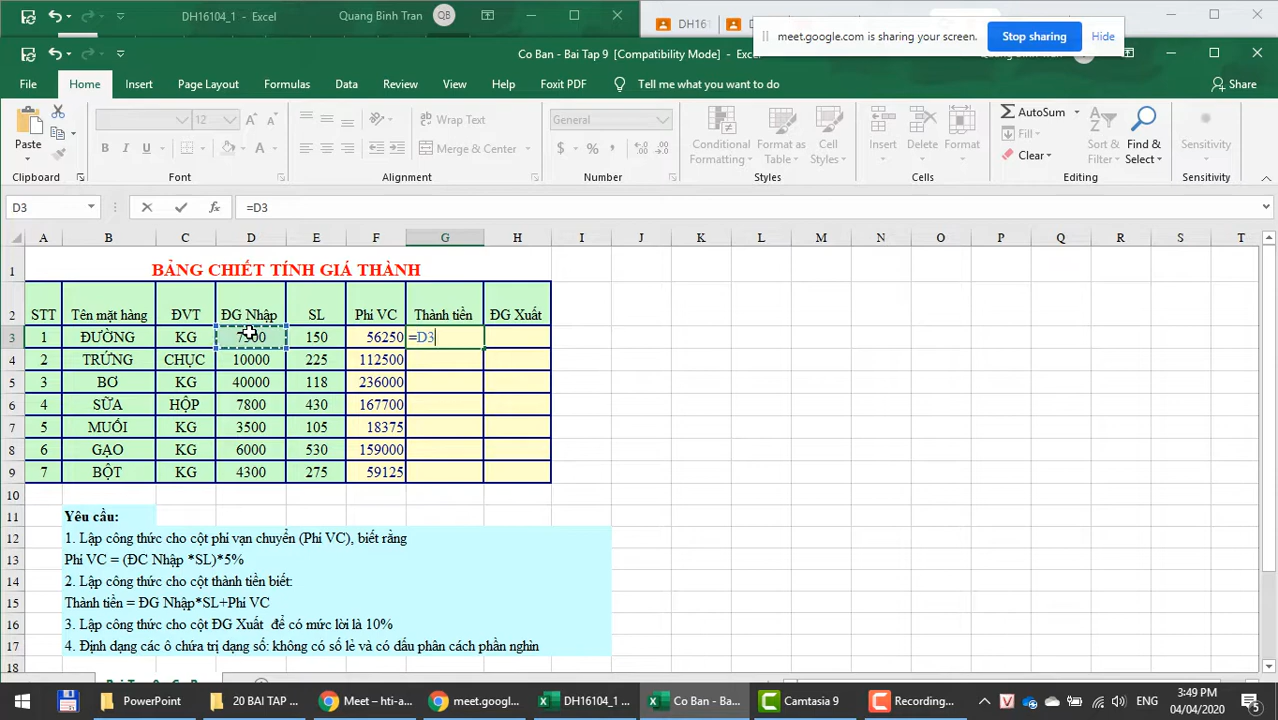 DH16104_1 - Excel
Quang Binh Tran
QB
DH16
D
meet.google.com is sharing your screen.
Stop sharing
Hide
Co Ban - Bai Tap 9 [Compatibility Mode] - Excel
File Home Insert Page Layout Formulas Data Review View Help Foxit PDF Tell me what you want to do Share
Paste
12
Wrap Text
Merge & Center
General
Conditional Formatting
Format as Table
Cell Styles
Insert
Delete
Format
AutoSum
Fill
Clear
Sort & Filter
Find & Select
Sensitivity
Clipboard Font Alignment Number Styles Cells Editing Sensitivity
D3 fx =D3
A B C D E F G H I J K L M N O P Q R S T
1 BẢNG CHIẾT TÍNH GIÁ THÀNH
2 STT Tên mặt hàng ĐVT ĐG Nhập SL Phí VC Thành tiền ĐG Xuất
3 1 ĐƯỜNG KG 150 56250 =D3
4 2 TRỨNG CHỤC 10000 225 112500
5 3 BƠ KG 40000 118 236000
6 4 SỮA HỘP 7800 430 167700
7 5 MUỐI KG 3500 105 18375
8 6 GẠO KG 6000 530 159000
9 7 BỘT KG 4300 275 59125
10
11 Yêu cầu:
12 1. Lập công thức cho cột phí vận chuyển (Phí VC), biết rằng
13 Phí VC = (ĐC Nhập *SL)*5%
14 2. Lập công thức cho cột thành tiền biết:
15 Thành tiền = ĐG Nhập*SL+Phí VC
16 3. Lập công thức cho cột ĐG Xuất để có mức lời là 10%
17 4. Định dạng các ô chứa trị dạng số: không có số lẻ và có dấu phân cách phần nghìn
18
PowerPoint
20 BAI TAP
Meet – hti-a...
meet.googl...
DH16104_1 ...
Co Ban - Ba...
Camtasia 9
Recording...
ENG
3:49 PM
04/04/2020
5